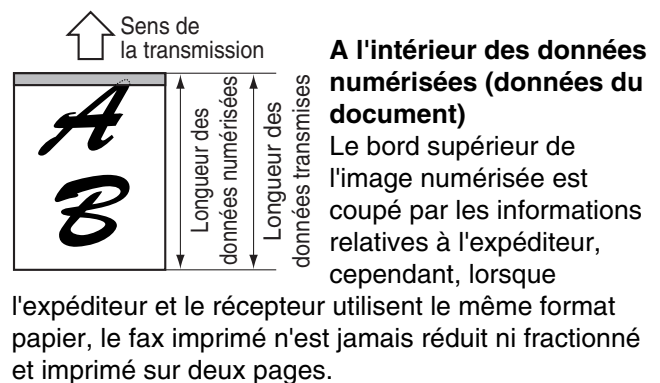 Sens de
la transmission
A
B
Longueur des
données numérisées
Longueur des
données transmises
A l'intérieur des données
numérisées (données du
document)
Le bord supérieur de
l'image numérisée est
coupé par les informations
relatives à l'expéditeur,
cependant, lorsque
l'expéditeur et le récepteur utilisent le même format
papier, le fax imprimé n'est jamais réduit ni fractionné
et imprimé sur deux pages.